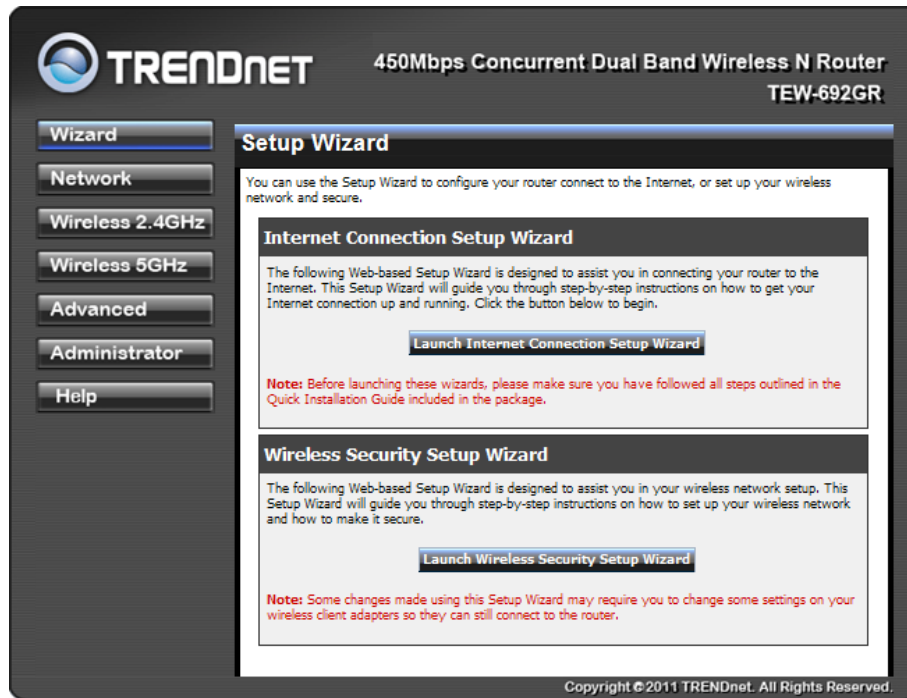 TRENDNET
450Mbps Concurrent Dual Band Wireless N Router
TEW-692GR
Wizard
Network
Wireless 2.4GHz
Wireless 5GHz
Advanced
Administrator
Help
Setup Wizard
You can use the Setup Wizard to configure your router connect to the Internet, or set up your wireless
network and secure.
Internet Connection Setup Wizard
The following Web-based Setup Wizard is designed to assist you in connecting your router to the
Internet. This Setup Wizard will guide you through step-by-step instructions on how to get your
Internet connection up and running. Click the button below to begin.
Launch Internet Connection Setup Wizard
Note: Before launching these wizards, please make sure you have followed all steps outlined in the
Quick Installation Guide included in the package.
Wireless Security Setup Wizard
The following Web-based Setup Wizard is designed to assist you in your wireless network setup. This
Setup Wizard will guide you through step-by-step instructions on how to set up your wireless network
and how to make it secure.
Launch Wireless Security Setup Wizard
Note: Some changes made using this Setup Wizard may require you to change some settings on your
wireless client adapters so they can still connect to the router.
Copyright © 2011 TRENDnet. All Rights Reserved.